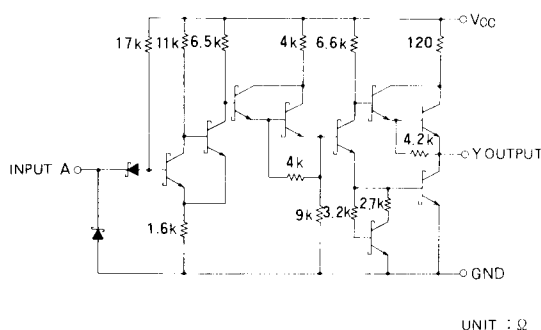 VCC
17k 11k 6.5k 4k 6.6k 120
4.2k
INPUT A
Y OUTPUT
4k
1.6k 9k 3.2k 2.7k
GND
UNIT : Ω